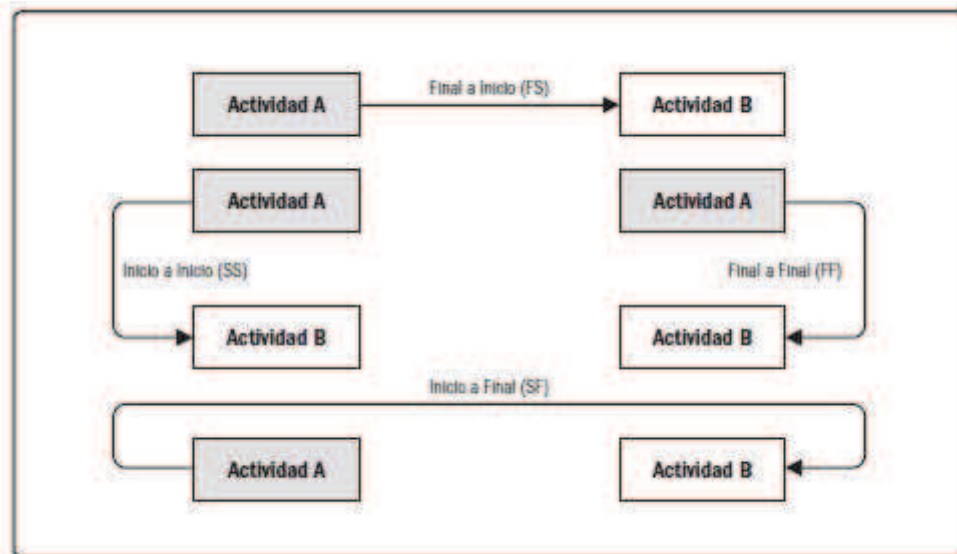 Final a Inicio (FS)
Actividad A
Actividad B
Actividad A
Actividad A
Inicio a Inicio (SS)
Final a Final (FF)
Actividad B
Actividad B
Inicio a Final (SF)
Actividad A
Actividad B